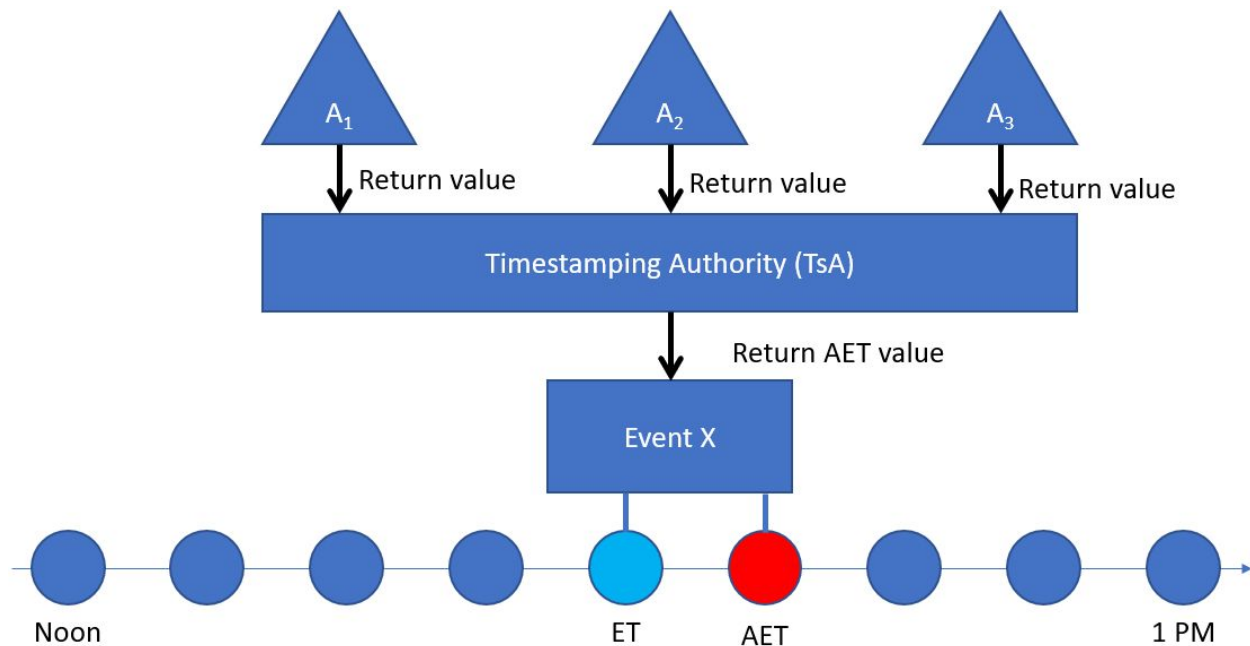 A₁
A₂
A₃
Return value
Return value
Return value
Timestamping Authority (TsA)
Return AET value
Event X
Noon
ET
AET
1 PM